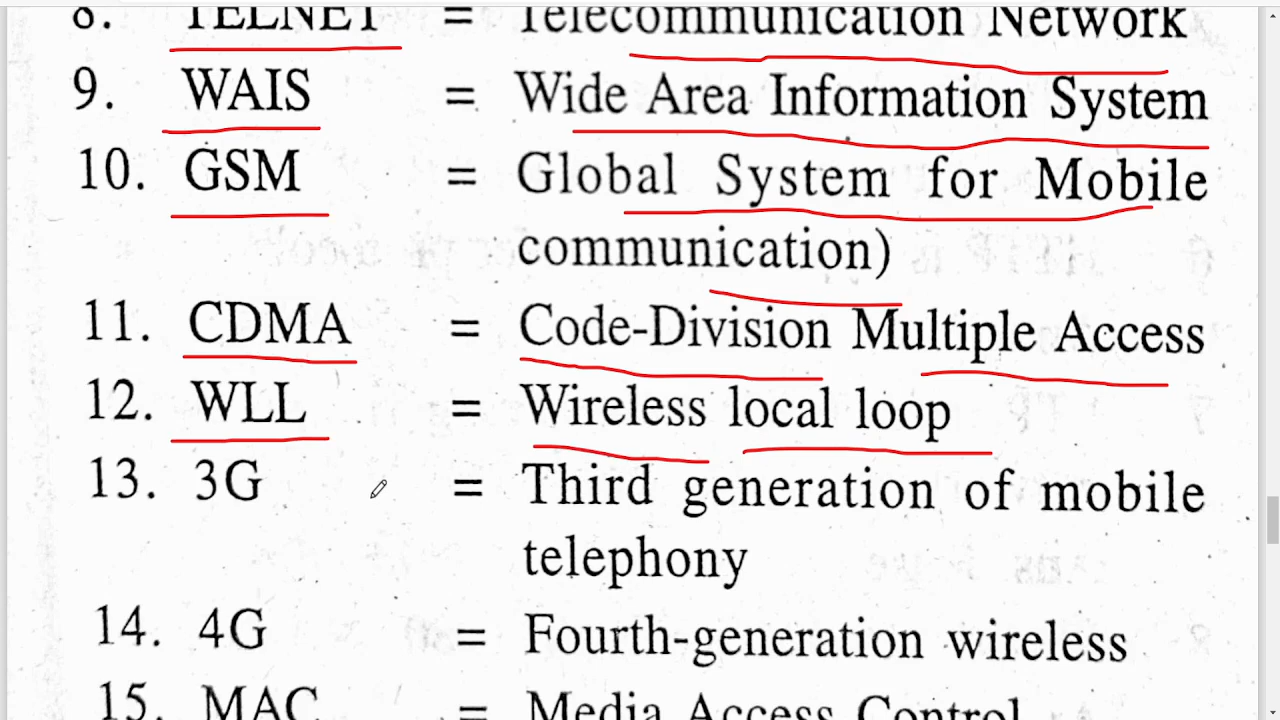 8. TELNET = Telecommunication Network
9. WAIS = Wide Area Information System
10. GSM = Global System for Mobile
communication)
11. CDMA = Code-Division Multiple Access
12. WLL = Wireless local loop
13. 3G = Third generation of mobile
telephony
14. 4G = Fourth-generation wireless
15. MAC = Media Access Control